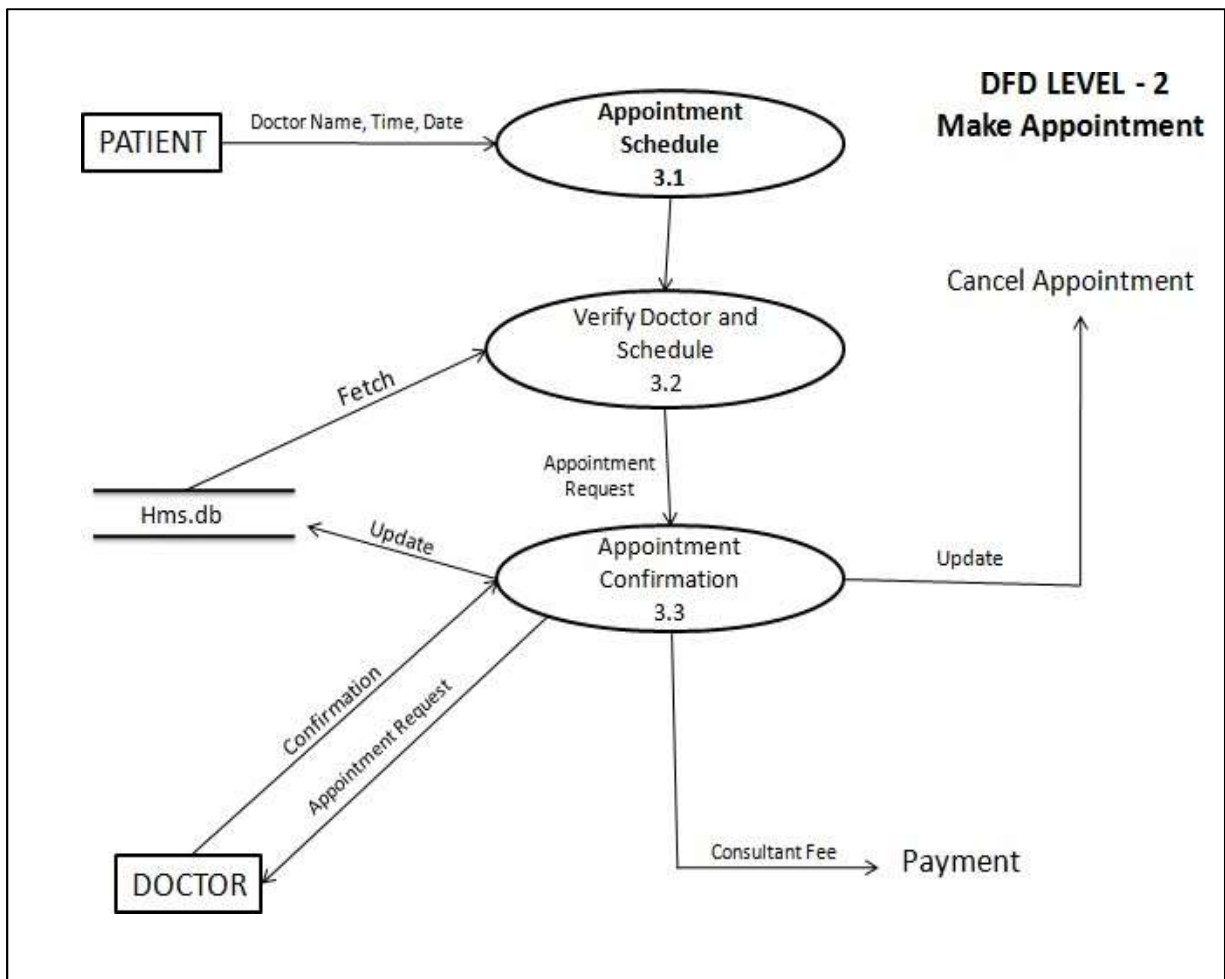 DFD LEVEL - 2
Make Appointment
PATIENT
Doctor Name, Time, Date
Appointment
Schedule
3.1
Cancel Appointment
Verify Doctor and
Schedule
3.2
Fetch
Appointment
Request
Hms.db
Update
Appointment
Confirmation
3.3
Update
Confirmation
Appointment Request
Consultant Fee
Payment
DOCTOR